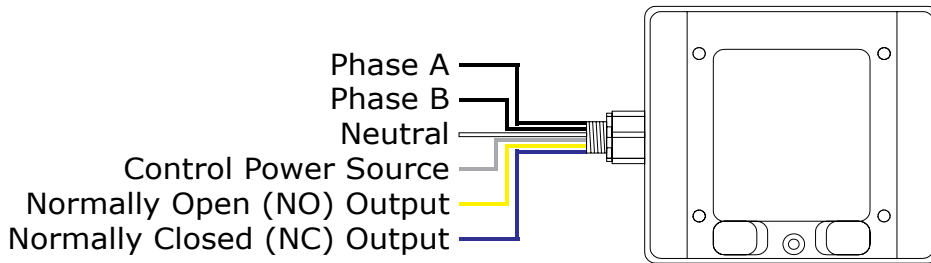 Phase A
Phase B
Neutral
Control Power Source
Normally Open (NO) Output
Normally Closed (NC) Output